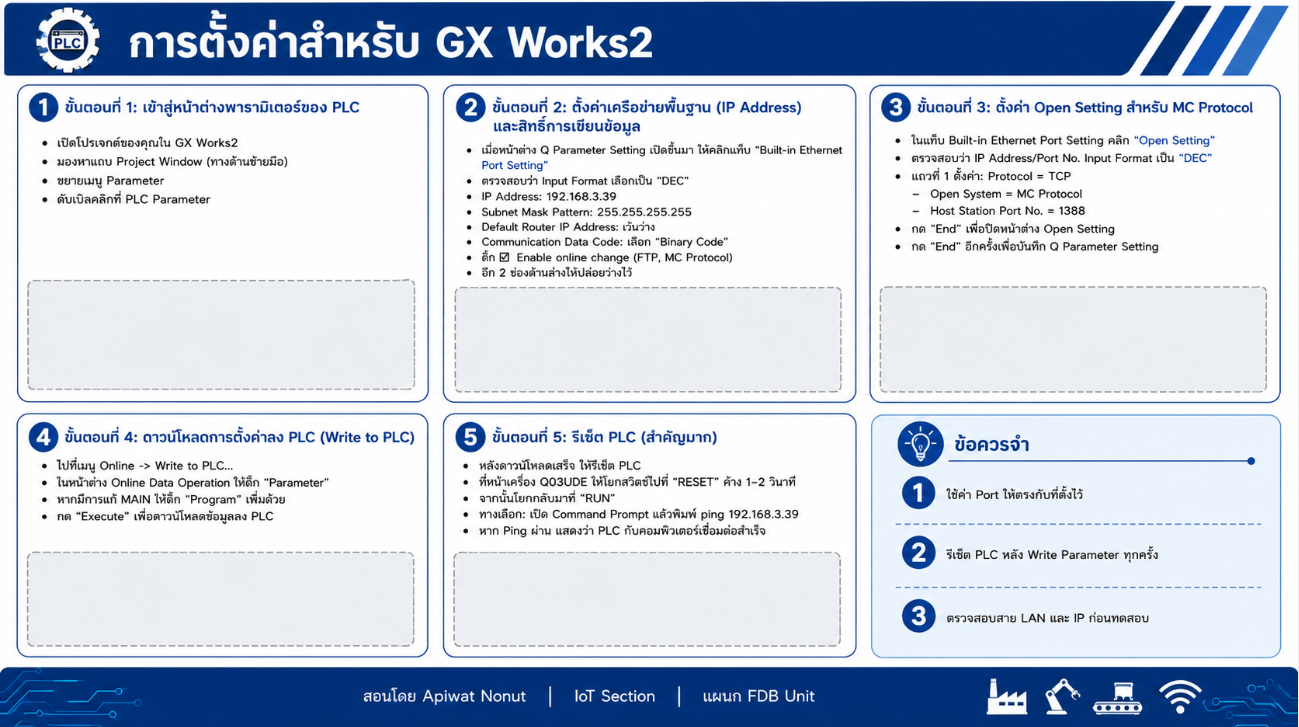 PLC
การตั้งค่าสำหรับ GX Works2
1 ขั้นตอนที่ 1: เข้าสู่หน้าต่างพารามิเตอร์ของ PLC
• เปิดโปรเจกต์ของคุณใน GX Works2
• มองหาแถบ Project Window (ทางด้านซ้ายมือ)
• ขยายเมนู Parameter
• ดับเบิลคลิกที่ PLC Parameter
2 ขั้นตอนที่ 2: ตั้งค่าเครือข่ายพื้นฐาน (IP Address)
และสิทธิ์การเขียนข้อมูล
• เมื่อหน้าต่าง Q Parameter Setting เปิดขึ้นมา ให้คลิกแท็บ “Built-in Ethernet
Port Setting”
• ตรวจสอบว่า Input Format เลือกเป็น “DEC”
• IP Address: 192.168.3.39
• Subnet Mask Pattern: 255.255.255.255
• Default Router IP Address: เว้นว่าง
• Communication Data Code: เลือก “Binary Code”
• ติ๊ก ☑ Enable online change (FTP, MC Protocol)
• อีก 2 ช่องด้านล่างให้ปล่อยว่างไว้
3 ขั้นตอนที่ 3: ตั้งค่า Open Setting สำหรับ MC Protocol
• ในแท็บ Built-in Ethernet Port Setting คลิก “Open Setting”
• ตรวจสอบว่า IP Address/Port No. Input Format เป็น “DEC”
• แถวที่ 1 ตั้งค่า: Protocol = TCP
– Open System = MC Protocol
– Host Station Port No. = 1388
• กด “End” เพื่อปิดหน้าต่าง Open Setting
• กด “End” อีกครั้งเพื่อบันทึก Q Parameter Setting
4 ขั้นตอนที่ 4: ดาวน์โหลดการตั้งค่าลง PLC (Write to PLC)
• ไปที่เมนู Online -> Write to PLC...
• ในหน้าต่าง Online Data Operation ให้ติ๊ก “Parameter”
• หากมีการแก้ MAIN ให้ติ๊ก “Program” เพิ่มด้วย
• กด “Execute” เพื่อดาวน์โหลดข้อมูลลง PLC
5 ขั้นตอนที่ 5: รีเซ็ต PLC (สำคัญมาก)
• หลังดาวน์โหลดเสร็จ ให้รีเซ็ต PLC
• ที่หน้าเครื่อง Q03UDE ให้โยกสวิตช์ไปที่ “RESET” ค้าง 1–2 วินาที
• จากนั้นโยกกลับมาที่ “RUN”
• ทางเลือก: เปิด Command Prompt แล้วพิมพ์ ping 192.168.3.39
• หาก Ping ผ่าน แสดงว่า PLC กับคอมพิวเตอร์เชื่อมต่อสำเร็จ
ข้อควรจำ
1 ใช้ค่า Port ให้ตรงกับที่ตั้งไว้
2 รีเซ็ต PLC หลัง Write Parameter ทุกครั้ง
3 ตรวจสอบสาย LAN และ IP ก่อนทดสอบ
สอนโดย Apiwat Nonut | IoT Section | แผนก FDB Unit